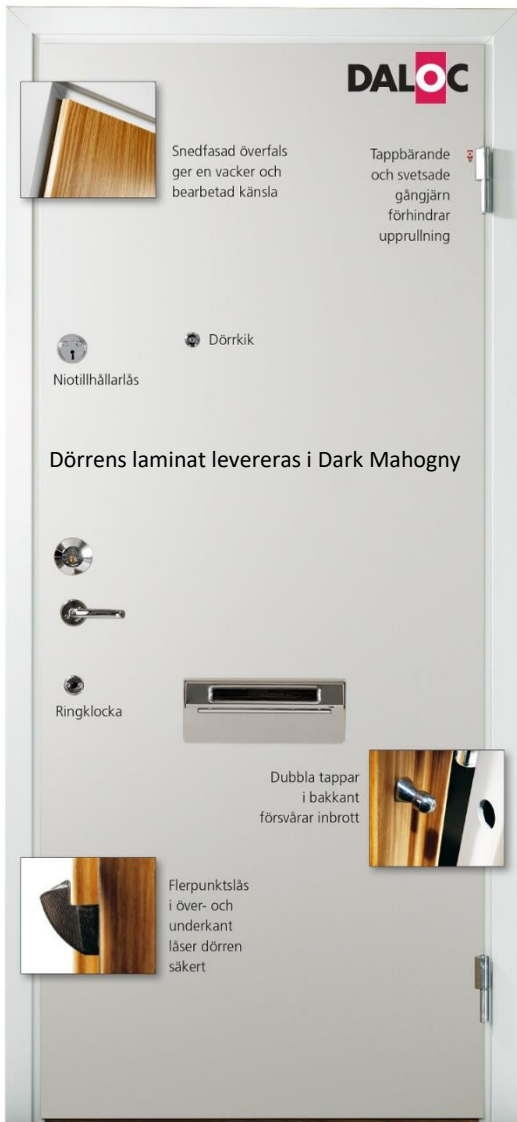 DALOC
Snedfasad överfals
ger en vacker och
bearbetad känsla
Tappbärande
och svetsade
gångjärn
förhindrar
upprullning
Dörrkik
Niotillhållarlås
Dörrens laminat levereras i Dark Mahogny
Ringklocka
Dubbla tappar
i bakkant
försvårar inbrott
Flerpunktslås
i över- och
underkant
låser dörren
säkert